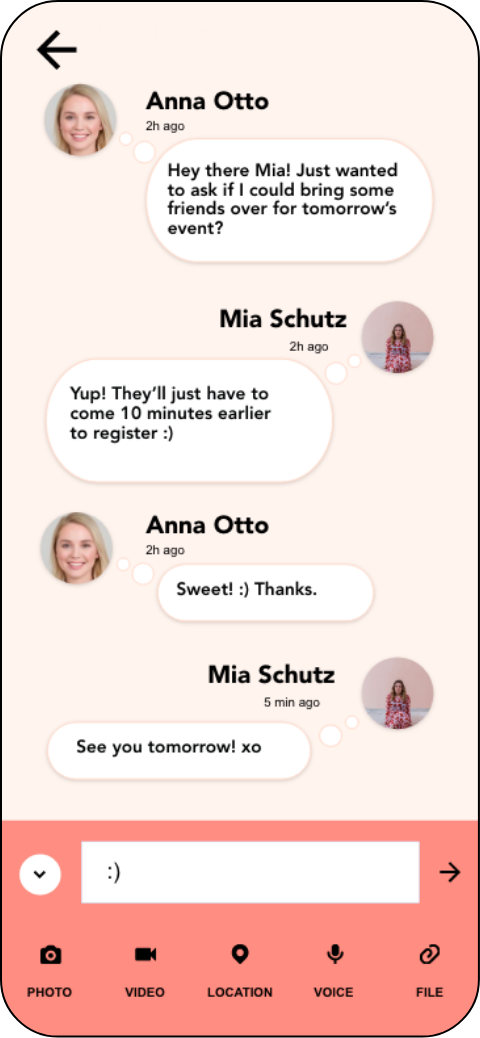 Anna Otto
2h ago
Hey there Mia! Just wanted
to ask if I could bring some
friends over for tomorrow’s
event?
Mia Schutz
2h ago
Yup! They’ll just have to
come 10 minutes earlier
to register :)
Anna Otto
2h ago
Sweet! :) Thanks.
Mia Schutz
5 min ago
See you tomorrow! xo
:)
PHOTO VIDEO LOCATION VOICE FILE